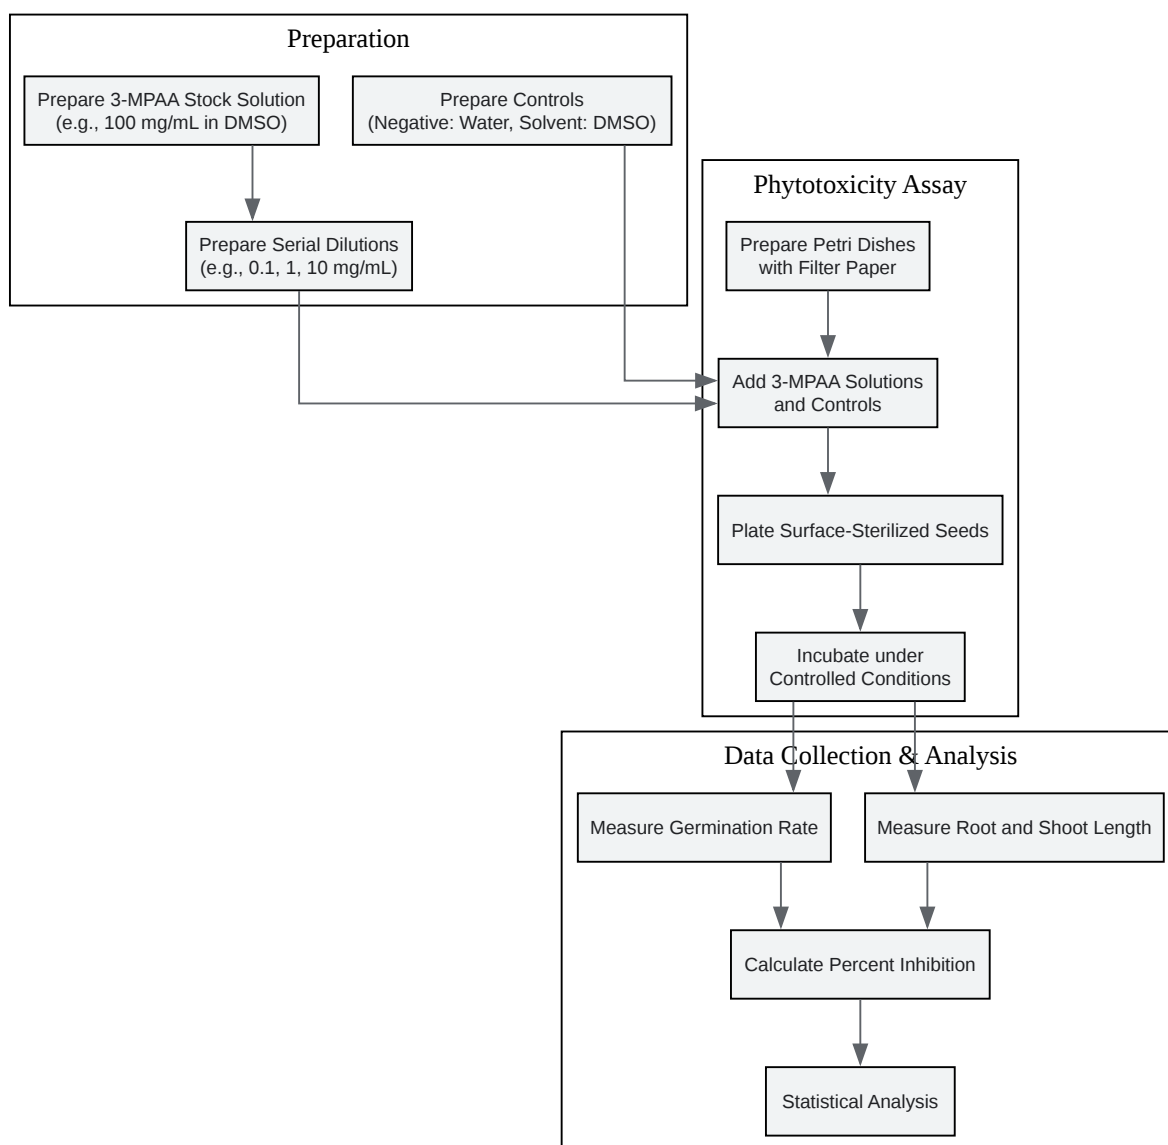 Preparation
Prepare 3-MPAA Stock Solution
(e.g., 100 mg/mL in DMSO)
Prepare Controls
(Negative: Water, Solvent: DMSO)
Prepare Serial Dilutions
(e.g., 0.1, 1, 10 mg/mL)
Phytotoxicity Assay
Prepare Petri Dishes
with Filter Paper
Add 3-MPAA Solutions
and Controls
Plate Surface-Sterilized Seeds
Incubate under
Controlled Conditions
Data Collection & Analysis
Measure Germination Rate
Measure Root and Shoot Length
Calculate Percent Inhibition
Statistical Analysis